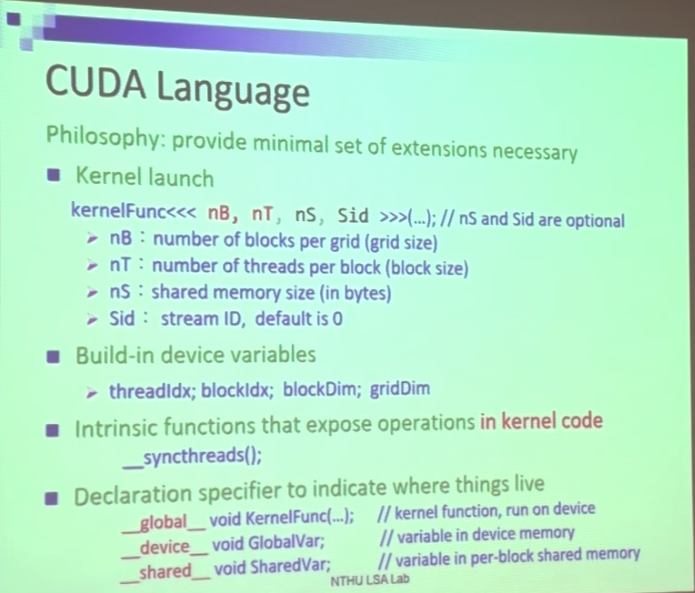 CUDA Language
Philosophy: provide minimal set of extensions necessary
Kernel launch
kernelFunc<<< nB, nT, nS, Sid >>>(...); // nS and Sid are optional
nB : number of blocks per grid (grid size)
nT : number of threads per block (block size)
nS : shared memory size (in bytes)
Sid : stream ID, default is 0
Build-in device variables
threadIdx; blockIdx; blockDim; gridDim
Intrinsic functions that expose operations in kernel code
__syncthreads();
Declaration specifier to indicate where things live
__global__ void KernelFunc(...); // kernel function, run on device
__device__ void GlobalVar; // variable in device memory
__shared__ void SharedVar; // variable in per-block shared memory
NTHU LSA Lab